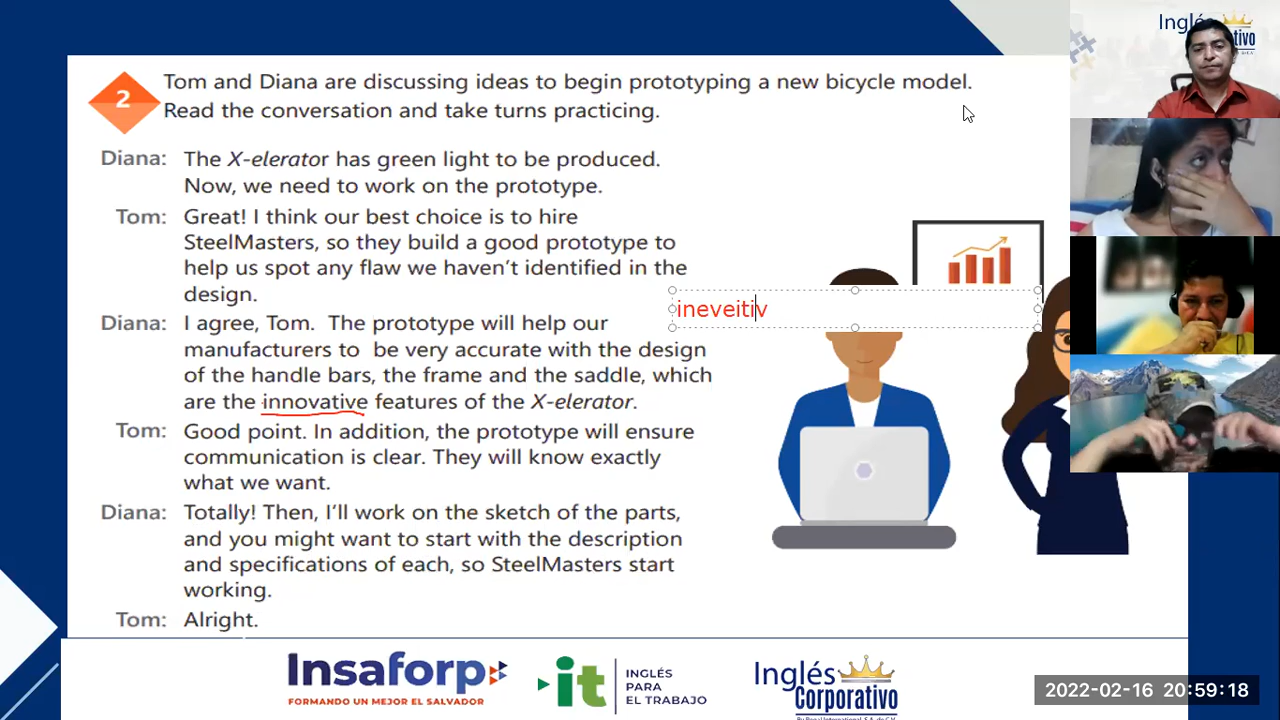 Inglés
rativo
2
Tom and Diana are discussing ideas to begin prototyping a new bicycle model.
Read the conversation and take turns practicing.
Diana: The X-elerator has green light to be produced.
Now, we need to work on the prototype.
Tom: Great! I think our best choice is to hire
SteelMasters, so they build a good prototype to
help us spot any flaw we haven't identified in the
design.
ineveitiv
Diana: I agree, Tom. The prototype will help our
manufacturers to be very accurate with the design
of the handle bars, the frame and the saddle, which
are the innovative features of the X-elerator.
Tom: Good point. In addition, the prototype will ensure
communication is clear. They will know exactly
what we want.
Diana: Totally! Then, I'll work on the sketch of the parts,
and you might want to start with the description
and specifications of each, so SteelMasters start
working.
Tom: Alright.
Insaforp
FORMANDO UN MEJOR EL SALVADOR
it
INGLÉS
PARA
EL TRABAJO
Inglés
Corporativo
2022-02-16 20:59:18